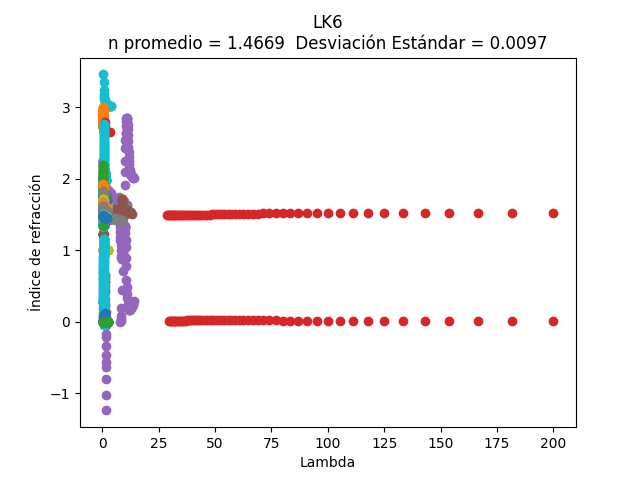 LK6
n promedio = 1.4669  Desviación Estándar = 0.0097
Índice de refracción
3
2
1
0
−1
0 25 50 75 100 125 150 175 200
Lambda